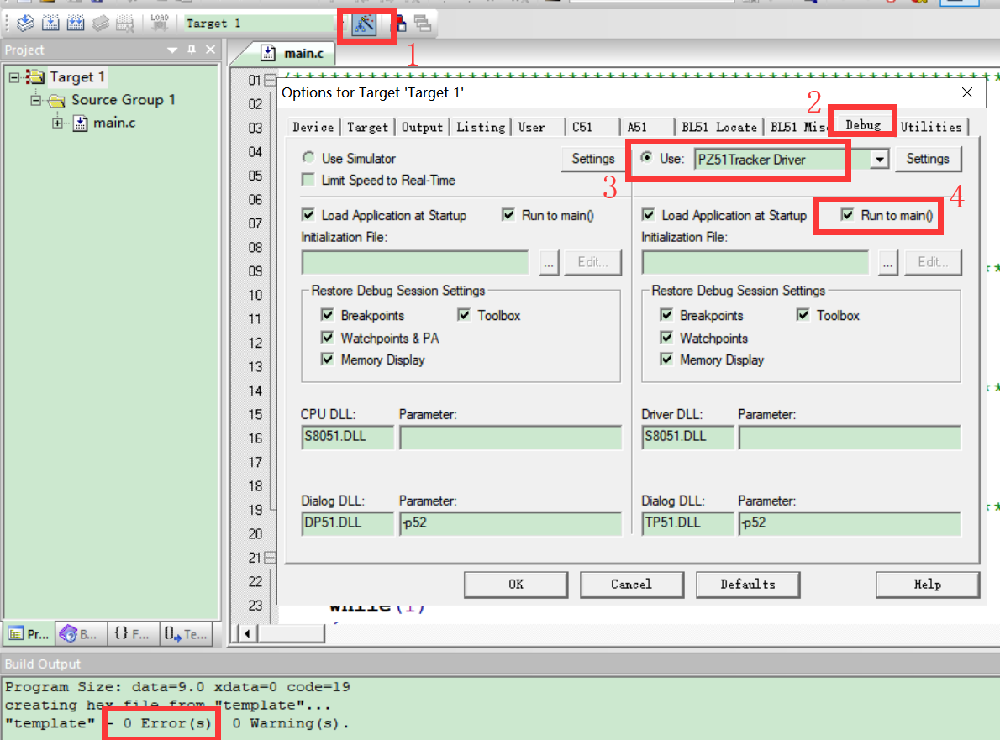 LOAD
Target 1
1
Project
main.c
Target 1
Source Group 1
main.c
01
02
03
04
05
06
07
08
09
10
11
12
13
14
15
16
17
18
19
20
21
22
23 while(1)
Options for Target 'Target 1'
2
Device Target Output Listing User C51 A51 BL51 Locate BL51 Misc Debug Utilities
Use Simulator Settings
Limit Speed to Real-Time
3
Use: PZ51Tracker Driver Settings
4
Load Application at Startup Run to main()
Initialization File:
... Edit...
Load Application at Startup Run to main()
Initialization File:
... Edit...
Restore Debug Session Settings
Breakpoints Toolbox
Watchpoints & PA
Memory Display
Restore Debug Session Settings
Breakpoints Toolbox
Watchpoints
Memory Display
CPU DLL: Parameter:
S8051.DLL
Driver DLL: Parameter:
S8051.DLL
Dialog DLL: Parameter:
DP51.DLL -p52
Dialog DLL: Parameter:
TP51.DLL -p52
OK Cancel Defaults Help
Pr... B... {} F... Te...
Build Output
Program Size: data=9.0 xdata=0 code=19
creating hex file from "template"...
"template" - 0 Error(s) 0 Warning(s).